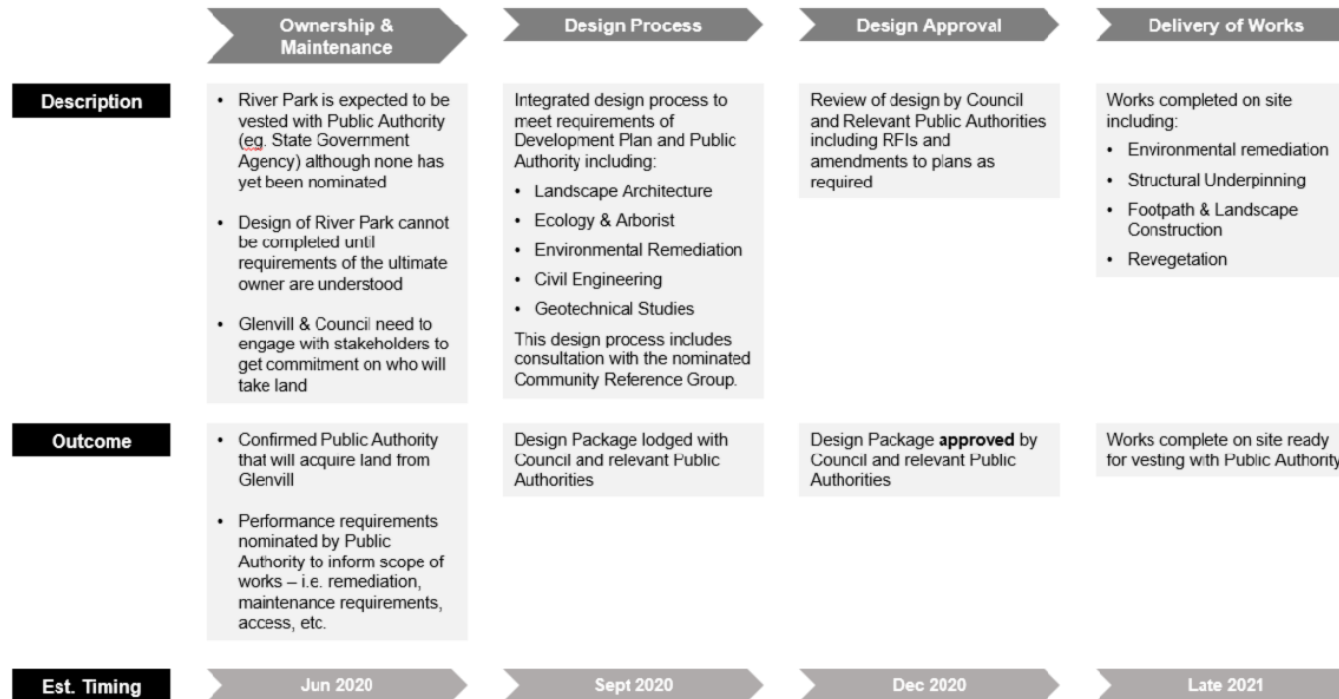 Ownership &
Maintenance
Design Process
Design Approval
Delivery of Works
Description
• River Park is expected to be
vested with Public Authority
(eg. State Government
Agency) although none has
yet been nominated
• Design of River Park cannot
be completed until
requirements of the ultimate
owner are understood
• Glenvill & Council need to
engage with stakeholders to
get commitment on who will
take land
Integrated design process to
meet requirements of
Development Plan and Public
Authority including:
• Landscape Architecture
• Ecology & Arborist
• Environmental Remediation
• Civil Engineering
• Geotechnical Studies
This design process includes
consultation with the nominated
Community Reference Group.
Review of design by Council
and Relevant Public Authorities
including RFIs and
amendments to plans as
required
Works completed on site
including:
• Environmental remediation
• Structural Underpinning
• Footpath & Landscape
Construction
• Revegetation
Outcome
• Confirmed Public Authority
that will acquire land from
Glenvill
• Performance requirements
nominated by Public
Authority to inform scope of
works – i.e. remediation,
maintenance requirements,
access, etc.
Design Package lodged with
Council and relevant Public
Authorities
Design Package approved by
Council and relevant Public
Authorities
Works complete on site ready
for vesting with Public Authority
Est. Timing
Jun 2020
Sept 2020
Dec 2020
Late 2021